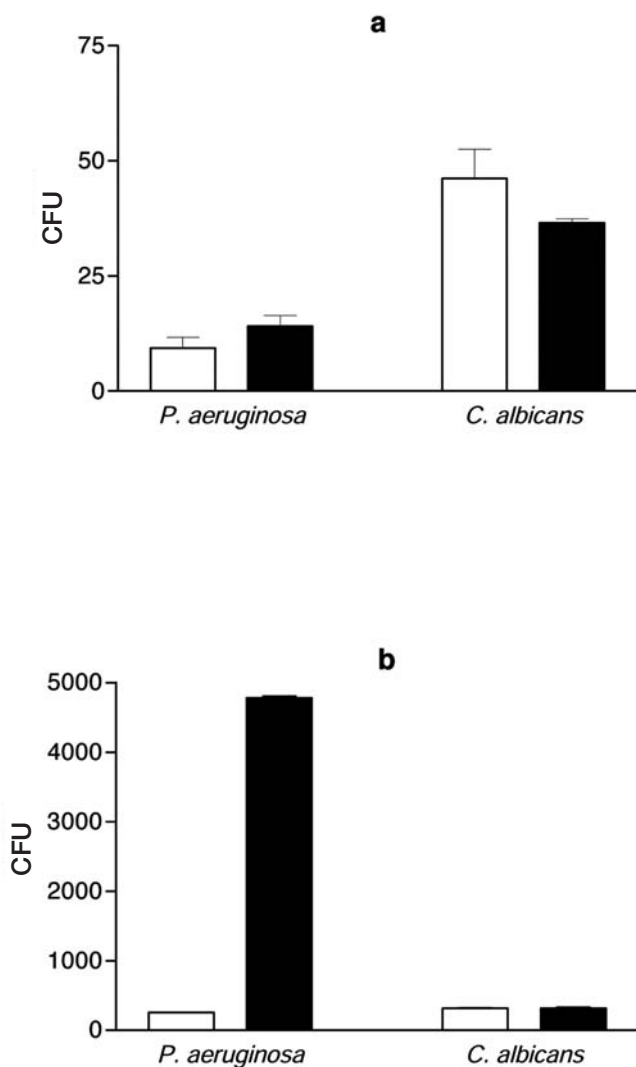 a
75
50
25
0
CFU
P. aeruginosa C. albicans
b
5000
4000
3000
2000
1000
0
CFU
P. aeruginosa C. albicans